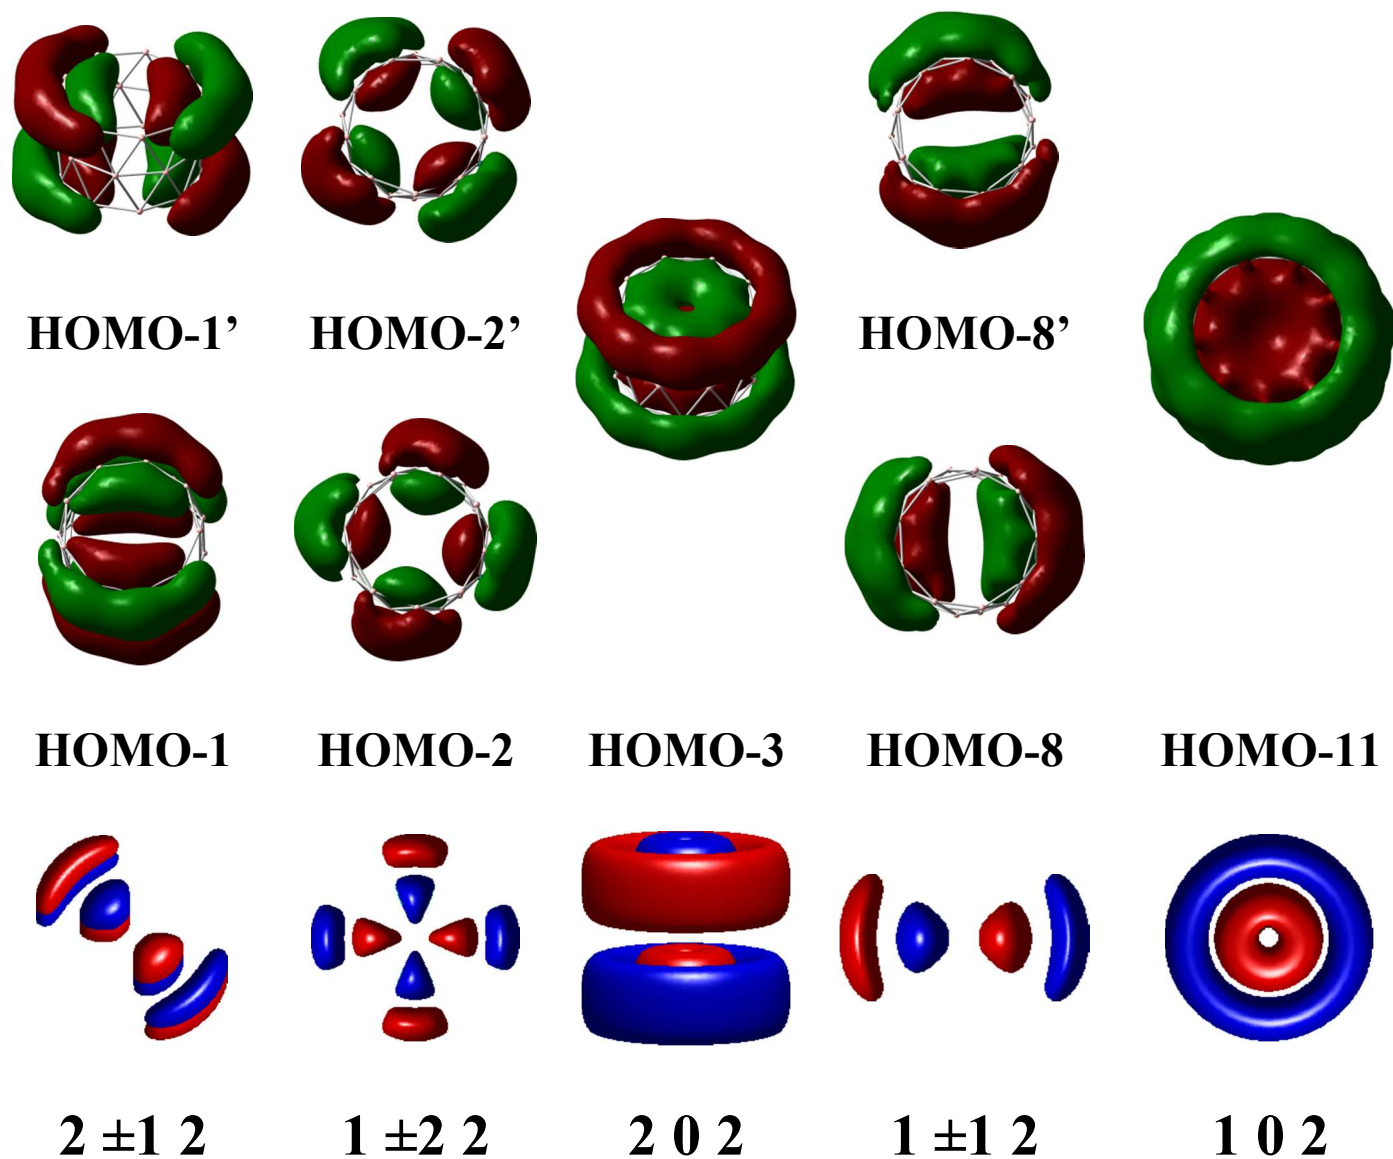 HOMO-1’ HOMO-2’ HOMO-8’
HOMO-1 HOMO-2 HOMO-3 HOMO-8 HOMO-11
2 ±1 2 1 ±2 2 2 0 2 1 ±1 2 1 0 2